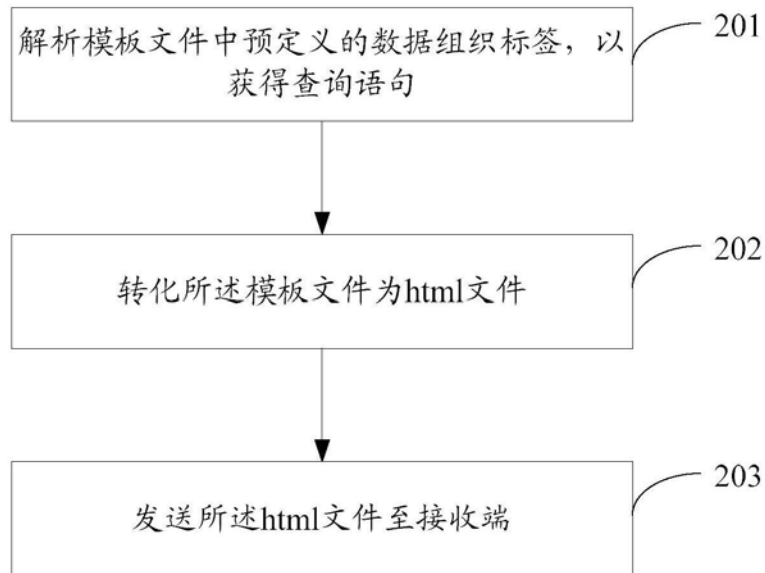 解析模板文件中预定义的数据组织标签，以
获得查询语句
201
转化所述模板文件为html文件
202
发送所述html文件至接收端
203